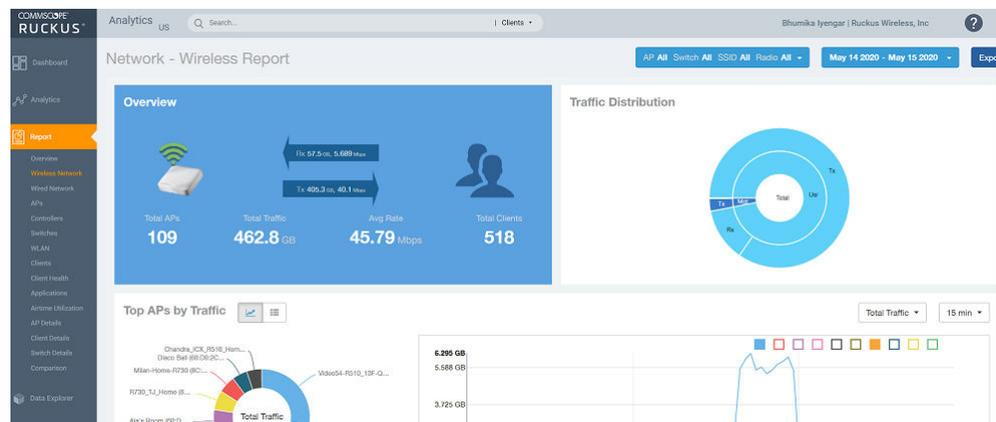 COMMSCOPE
RUCKUS
Analytics US
Search...
Clients
Bhumika Iyengar | Ruckus Wireless, Inc
?
Dashboard
Analytics
Report
Overview
Wireless Network
Wired Network
APs
Controllers
Switches
WLAN
Clients
Client Health
Applications
Airtime Utilization
AP Details
Client Details
Switch Details
Comparison
Data Explorer
Network - Wireless Report
AP All Switch All SSID All Radio All
May 14 2020 - May 15 2020
Expo
Overview
Rx 57.5 GB, 5.689 Mbps
Tx 405.3 GB, 40.1 Mbps
Total APs
109
Total Traffic
462.8 GB
Avg Rate
45.79 Mbps
Total Clients
518
Traffic Distribution
Tx
Usr
Total
Tx
Rx
Top APs by Traffic
Total Traffic
15 min
Chandra_ICX_R510_Hom...
Disco Ball (68:D9:2C...
Milan-Home-R730 (8C:...
R730_TJ_Home (8...
Video54-R510_13F-Q...
Total Traffic
6.295 GB
5.588 GB
3.725 GB